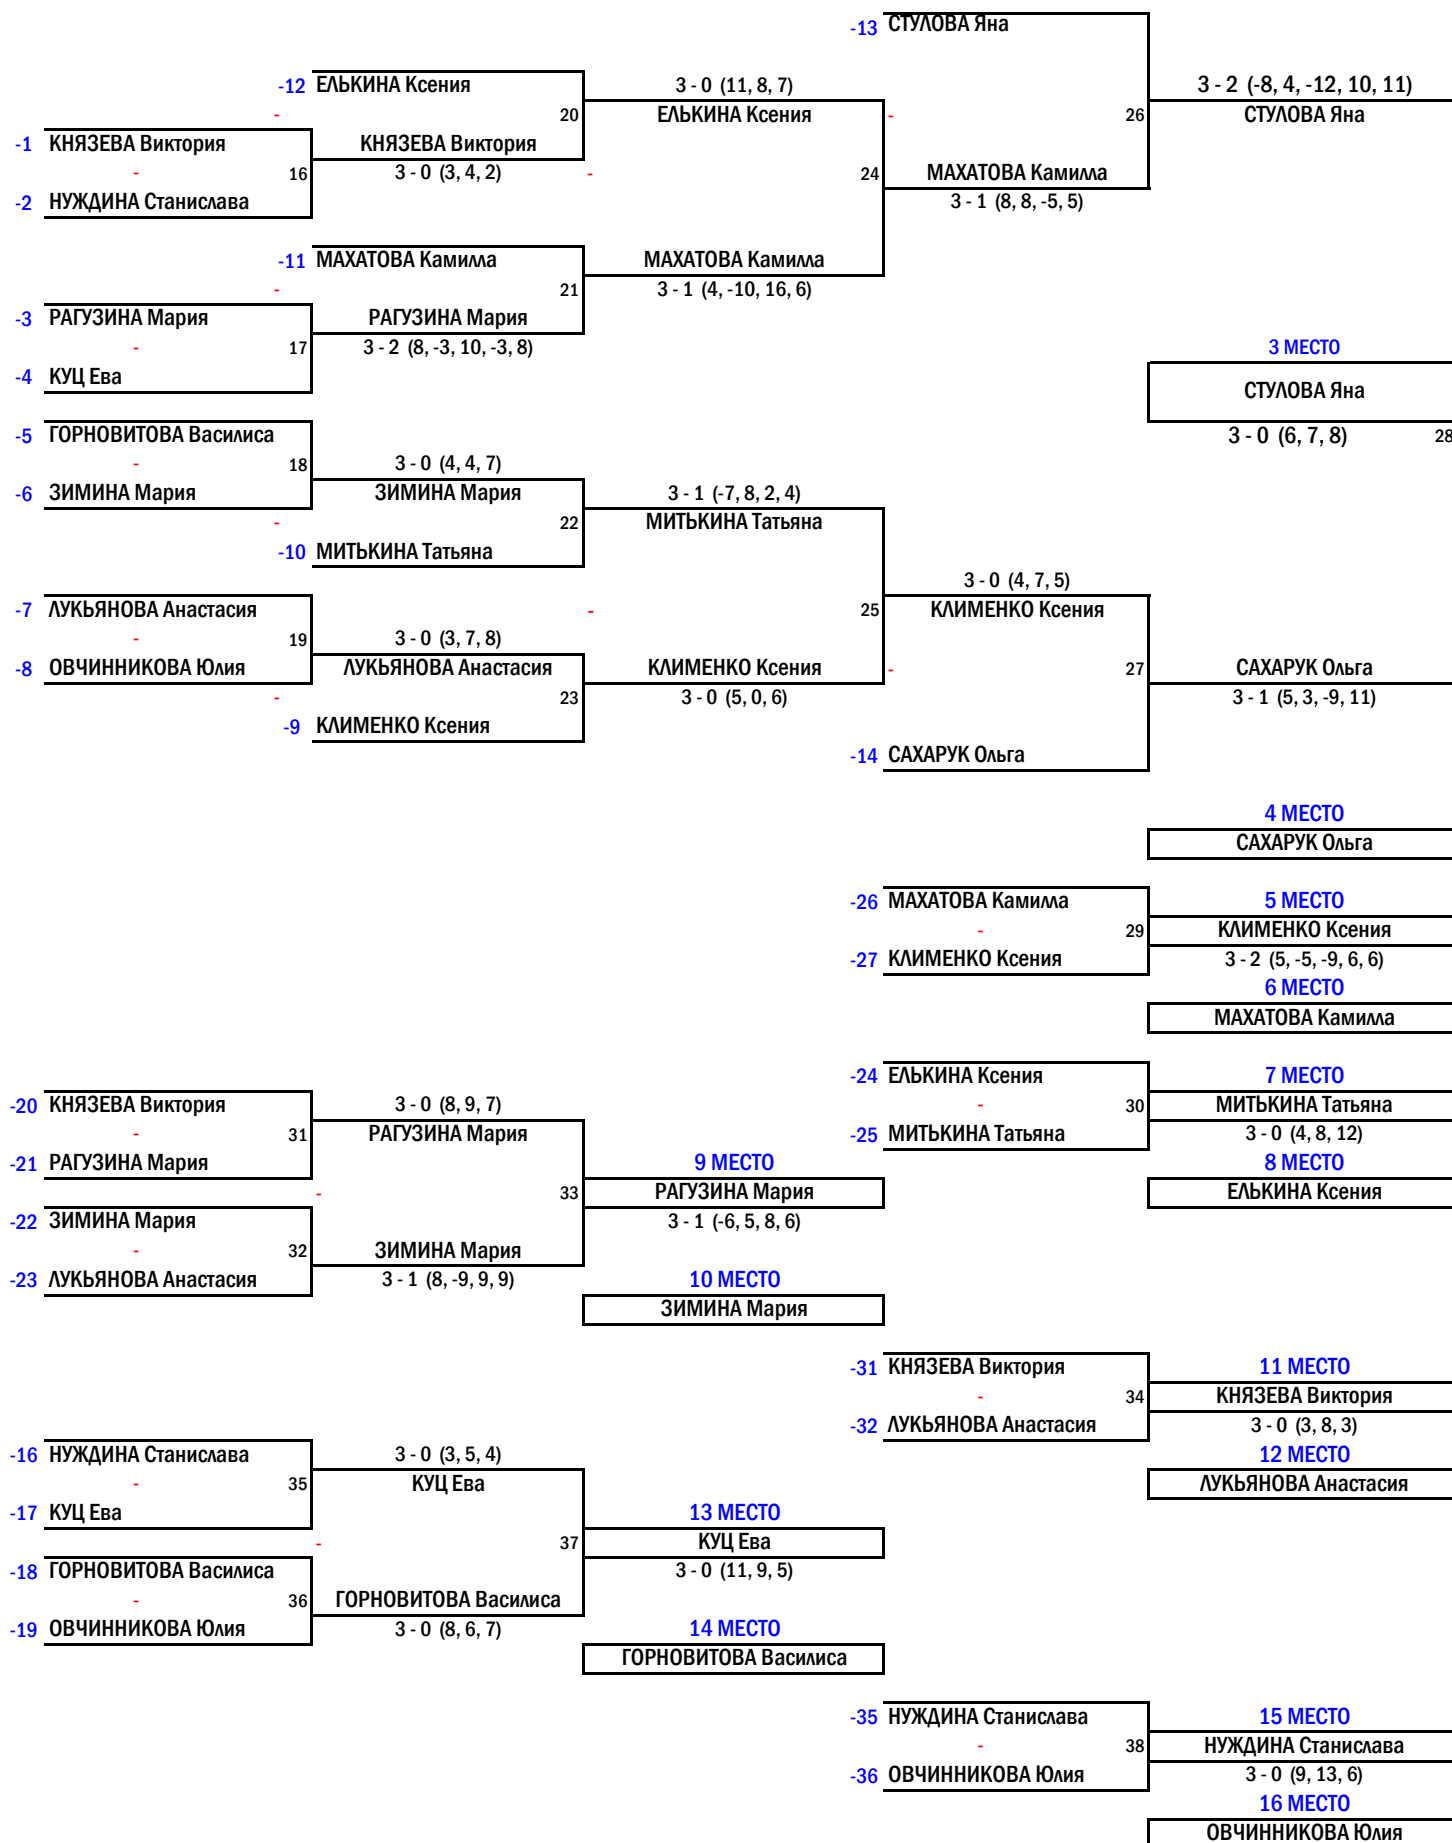 -13 СТУЛОВА Яна
-12 ЕЛЬКИНА Ксения 3 - 0 (11, 8, 7) 3 - 2 (-8, 4, -12, 10, 11)
- 20 ЕЛЬКИНА Ксения - 26 СТУЛОВА Яна
-1 КНЯЗЕВА Виктория КНЯЗЕВА Виктория
- 16 3 - 0 (3, 4, 2) - 24 МАХАТОВА Камилла
-2 НУЖДИНА Станислава 3 - 1 (8, 8, -5, 5)
-11 МАХАТОВА Камилла МАХАТОВА Камилла
- 21 3 - 1 (4, -10, 16, 6)
-3 РАГУЗИНА Мария РАГУЗИНА Мария
- 17 3 - 2 (8, -3, 10, -3, 8) 3 МЕСТО
-4 КУЦ Ева СТУЛОВА Яна
-5 ГОРНОВИТОВА Василиса 3 - 0 (6, 7, 8) 28
- 18 3 - 0 (4, 4, 7)
-6 ЗИМИНА Мария ЗИМИНА Мария 3 - 1 (-7, 8, 2, 4)
- 22 МИТЬКИНА Татьяна
-10 МИТЬКИНА Татьяна
3 - 0 (4, 7, 5)
-7 ЛУКЬЯНОВА Анастасия - 25 КЛИМЕНКО Ксения
- 19 3 - 0 (3, 7, 8)
-8 ОВЧИННИКОВА Юлия ЛУКЬЯНОВА Анастасия КЛИМЕНКО Ксения - 27 САХАРУК Ольга
- 23 3 - 0 (5, 0, 6) 3 - 1 (5, 3, -9, 11)
-9 КЛИМЕНКО Ксения
-14 САХАРУК Ольга
4 МЕСТО
САХАРУК Ольга
-26 МАХАТОВА Камилла 5 МЕСТО
- 29 КЛИМЕНКО Ксения
-27 КЛИМЕНКО Ксения 3 - 2 (5, -5, -9, 6, 6)
6 МЕСТО
МАХАТОВА Камилла
-24 ЕЛЬКИНА Ксения 7 МЕСТО
-20 КНЯЗЕВА Виктория 3 - 0 (8, 9, 7) - 30 МИТЬКИНА Татьяна
- 31 РАГУЗИНА Мария -25 МИТЬКИНА Татьяна 3 - 0 (4, 8, 12)
-21 РАГУЗИНА Мария 9 МЕСТО 8 МЕСТО
- 33 РАГУЗИНА Мария ЕЛЬКИНА Ксения
-22 ЗИМИНА Мария 3 - 1 (-6, 5, 8, 6)
- 32 ЗИМИНА Мария
-23 ЛУКЬЯНОВА Анастасия 3 - 1 (8, -9, 9, 9) 10 МЕСТО
ЗИМИНА Мария
-31 КНЯЗЕВА Виктория 11 МЕСТО
- 34 КНЯЗЕВА Виктория
-32 ЛУКЬЯНОВА Анастасия 3 - 0 (3, 8, 3)
-16 НУЖДИНА Станислава 3 - 0 (3, 5, 4) 12 МЕСТО
- 35 КУЦ Ева ЛУКЬЯНОВА Анастасия
-17 КУЦ Ева 13 МЕСТО
- 37 КУЦ Ева
-18 ГОРНОВИТОВА Василиса 3 - 0 (11, 9, 5)
- 36 ГОРНОВИТОВА Василиса
-19 ОВЧИННИКОВА Юлия 3 - 0 (8, 6, 7) 14 МЕСТО
ГОРНОВИТОВА Василиса
-35 НУЖДИНА Станислава 15 МЕСТО
- 38 НУЖДИНА Станислава
-36 ОВЧИННИКОВА Юлия 3 - 0 (9, 13, 6)
16 МЕСТО
ОВЧИННИКОВА Юлия